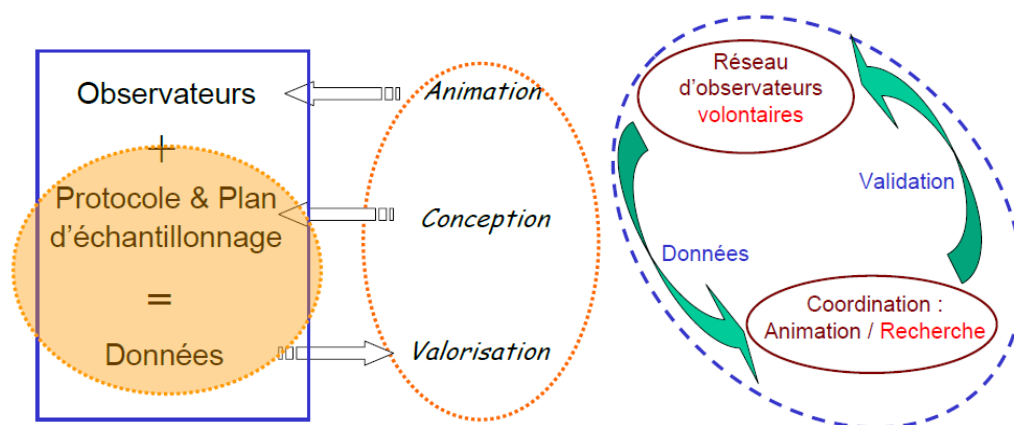 Observateurs
+
Protocole & Plan
d'échantillonnage
=
Données
Animation
Conception
Valorisation
Réseau
d'observateurs
volontaires
Validation
Données
Coordination :
Animation / Recherche